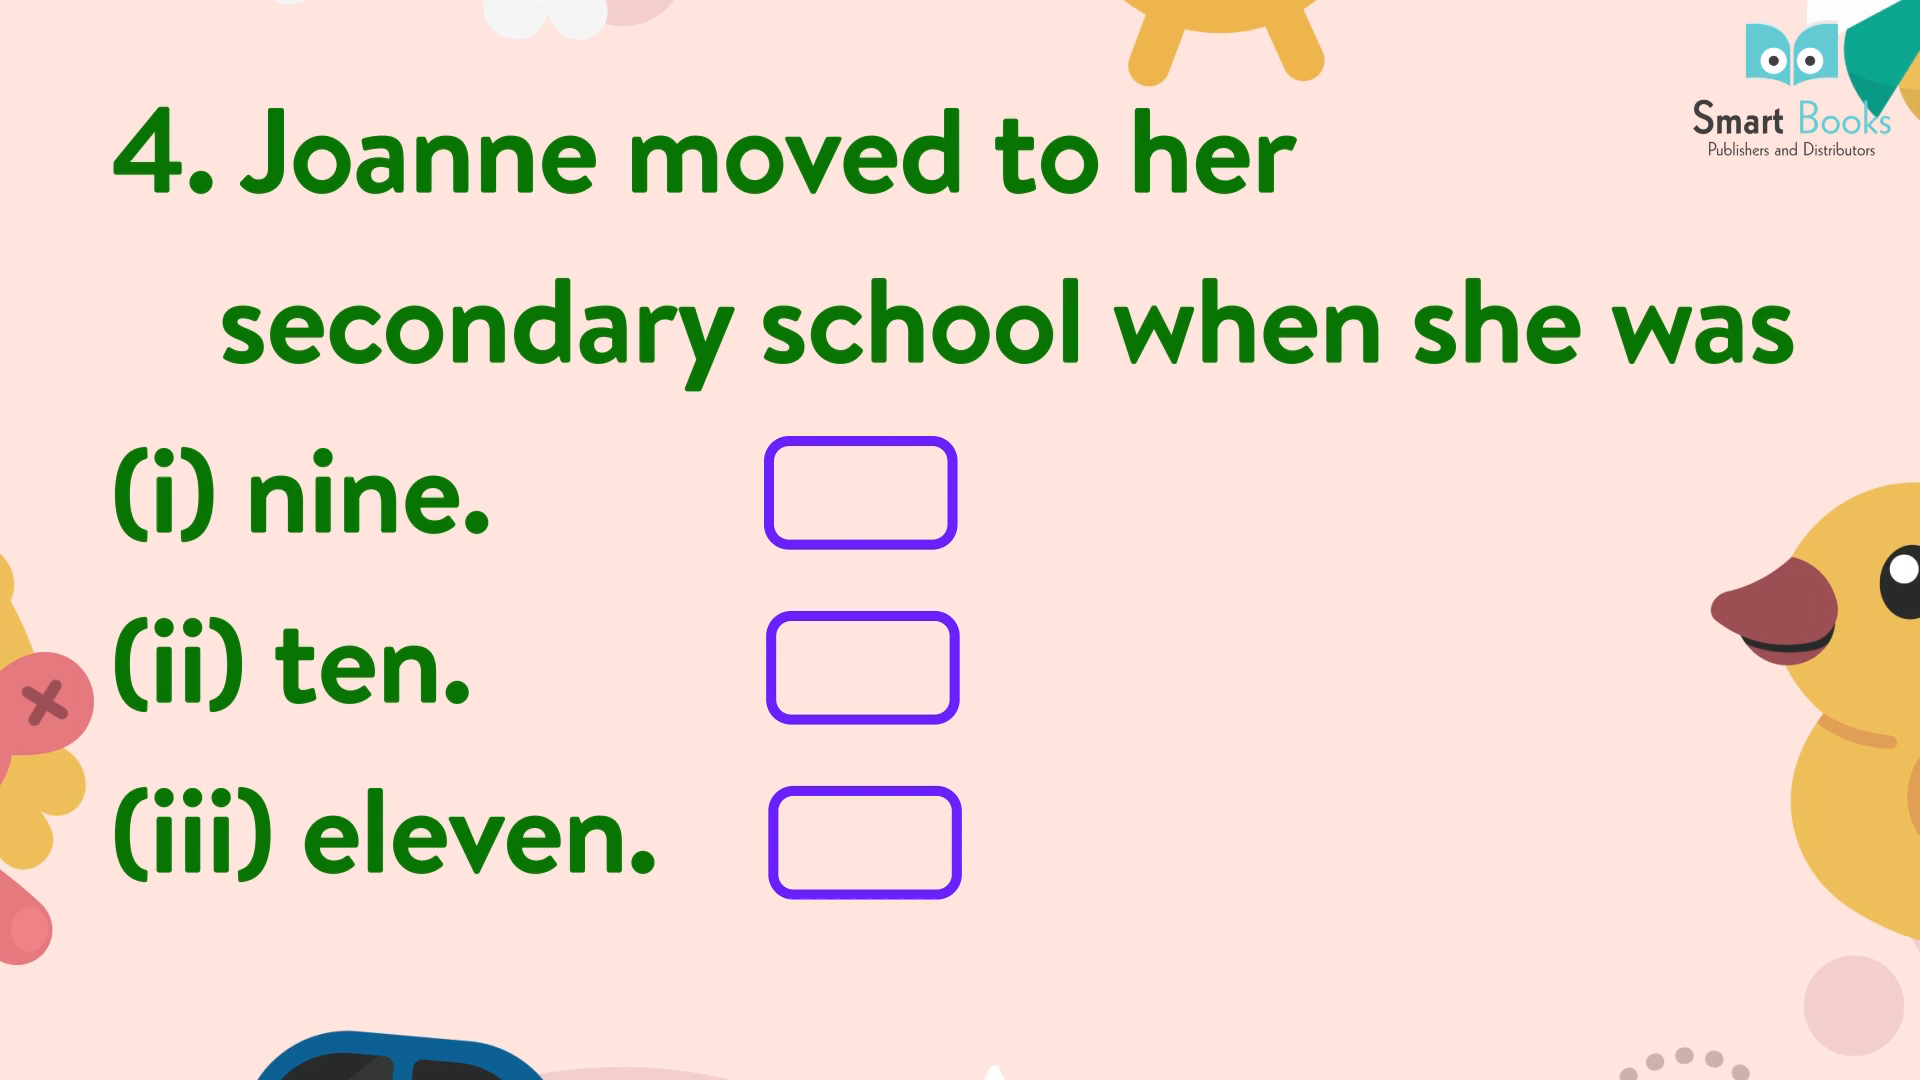 Smart Books
Publishers and Distributors
4. Joanne moved to her
secondary school when she was
(i) nine.
(ii) ten.
(iii) eleven.